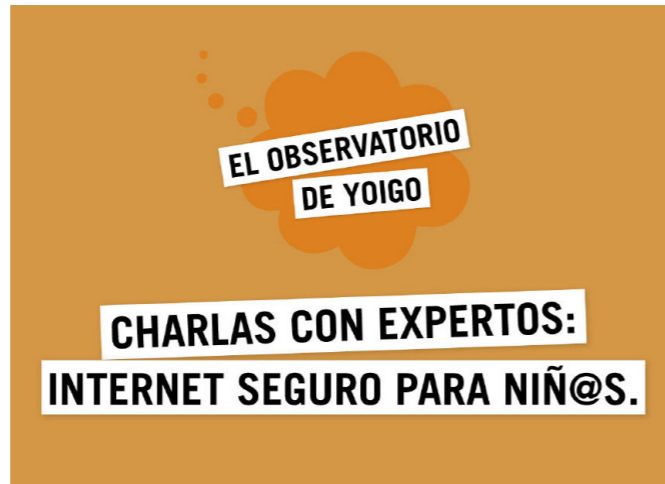 EL OBSERVATORIO
DE YOIGO
CHARLAS CON EXPERTOS:
INTERNET SEGURO PARA NIÑ@S.